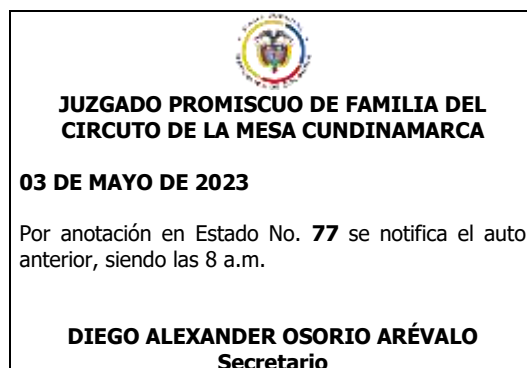 JUZGADO PROMISCUO DE FAMILIA DEL
CIRCUTO DE LA MESA CUNDINAMARCA
03 DE MAYO DE 2023
Por anotación en Estado No. 77 se notifica el auto
anterior, siendo las 8 a.m.
DIEGO ALEXANDER OSORIO ARÉVALO
Secretario